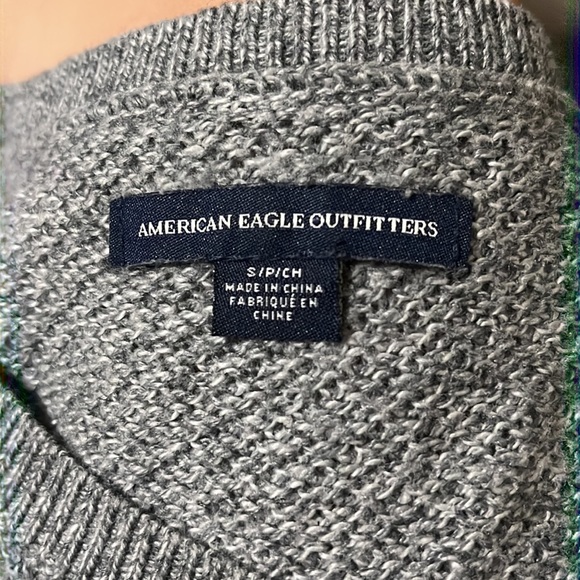 AMERICAN EAGLE OUTFITTERS
S/P/CH
MADE IN CHINA
FABRIQUÉ EN
CHINE